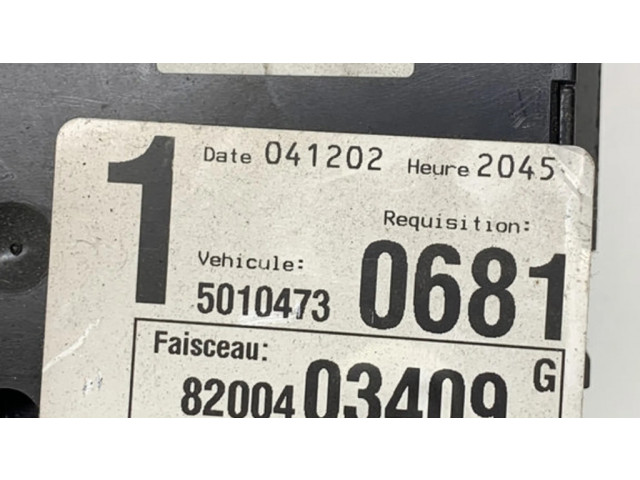 1
Date 041202 Heure 2045
Requisition:
Vehicule:
5010473 0681
Faisceau:
82004 03409 G